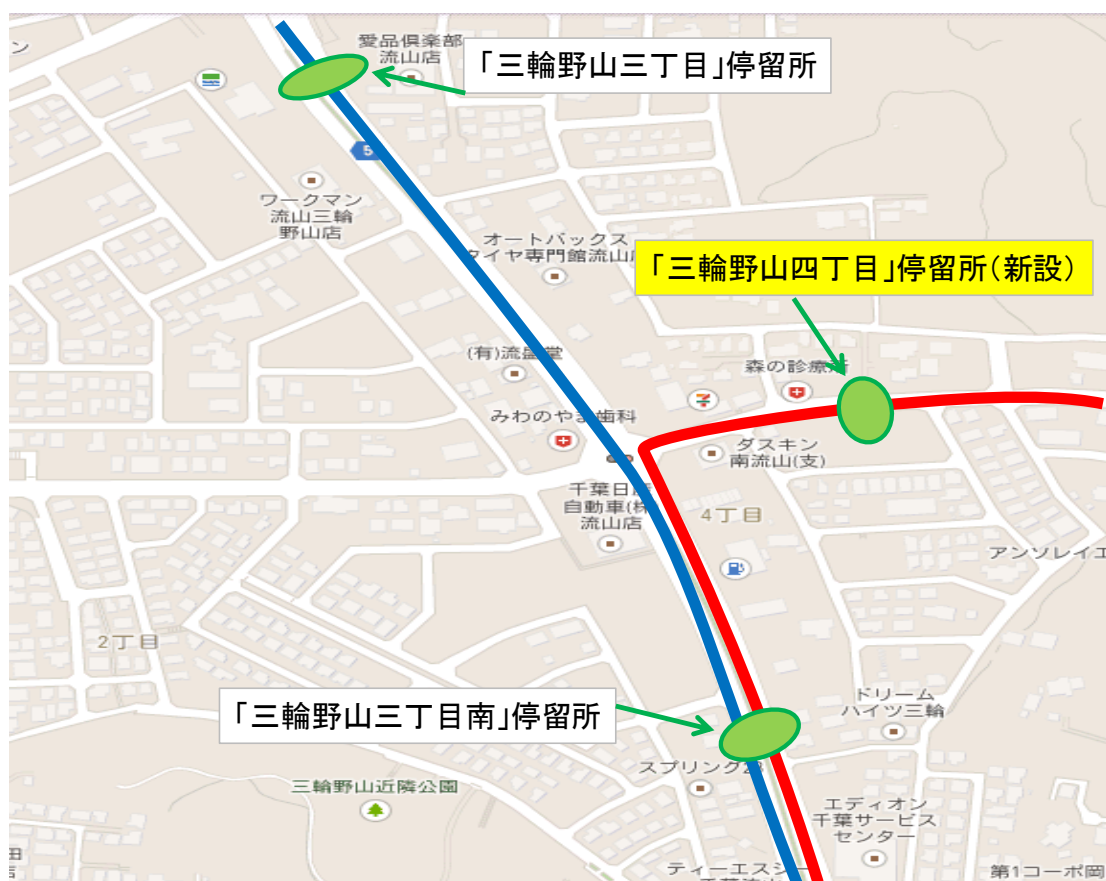 ン
愛品倶楽部
流山店
「三輪野山三丁目」停留所
5
ワークマン
流山三輪
野山店
オートバックス
タイヤ専門館流山
「三輪野山四丁目」停留所(新設)
(有)流盛堂
森の診療所
みわのやま歯科
ダスキン
南流山(支)
千葉日産
自動車(株)
流山店
4丁目
アンソレイエ
2丁目
「三輪野山三丁目南」停留所
ドリーム
ハイツ三輪
スプリング28
三輪野山近隣公園
エディオン
千葉サービス
センター
田
ティーエスシー
第1コーポ岡